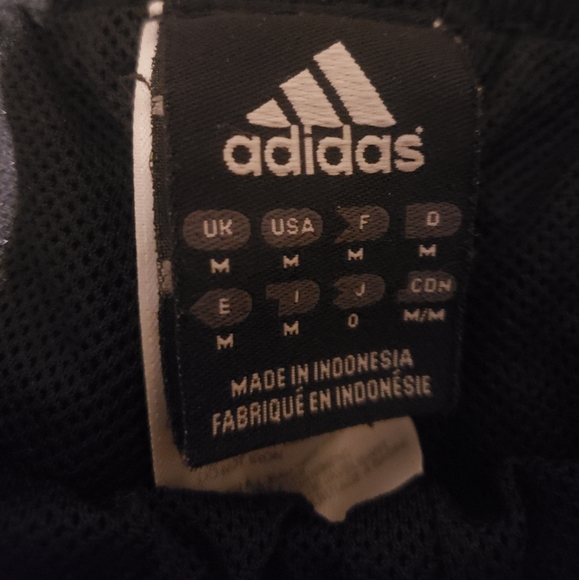 adidas
UK USA F D
M M M M
E I J CDN
M M O M/M
MADE IN INDONESIA
FABRIQUÉ EN INDONÉSIE